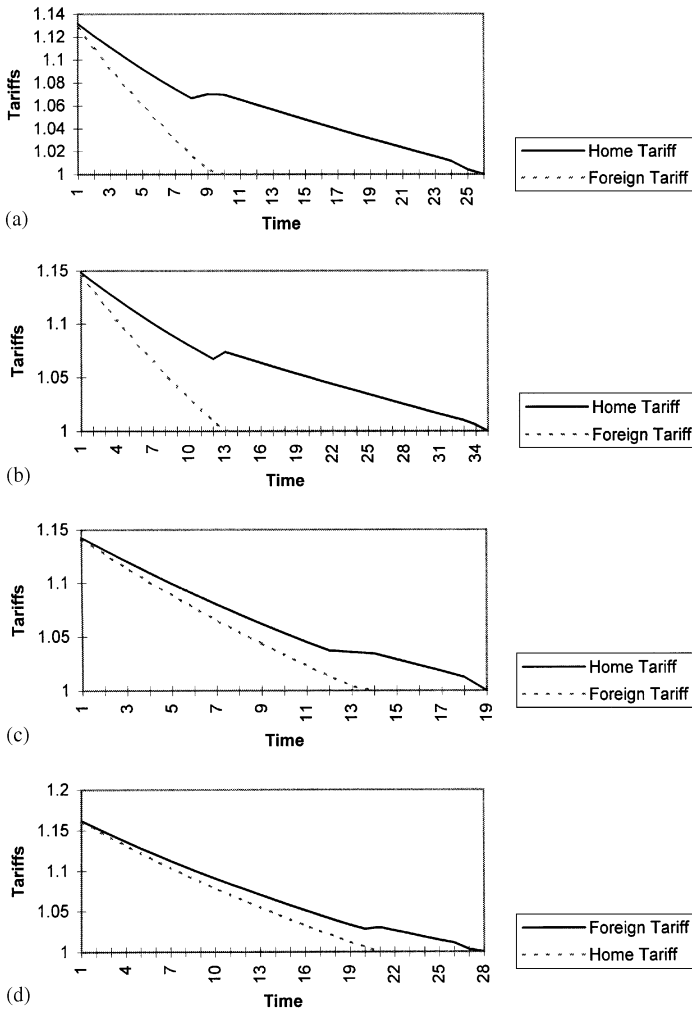 1.14
1.12
1.1
1.08
1.06
1.04
1.02
1
Tariffs
1 3 5 7 9 11 13 15 17 19 21 23 25
Time
Home Tariff
Foreign Tariff
(a)
1.15
1.1
1.05
1
Tariffs
1 4 7 10 13 16 19 22 25 28 31 34
Time
Home Tariff
Foreign Tariff
(b)
1.15
1.1
1.05
1
Tariffs
1 3 5 7 9 11 13 15 17 19
Time
Home Tariff
Foreign Tariff
(c)
1.2
1.15
1.1
1.05
1
Tariffs
1 4 7 10 13 16 19 22 25 28
Time
Foreign Tariff
Home Tariff
(d)